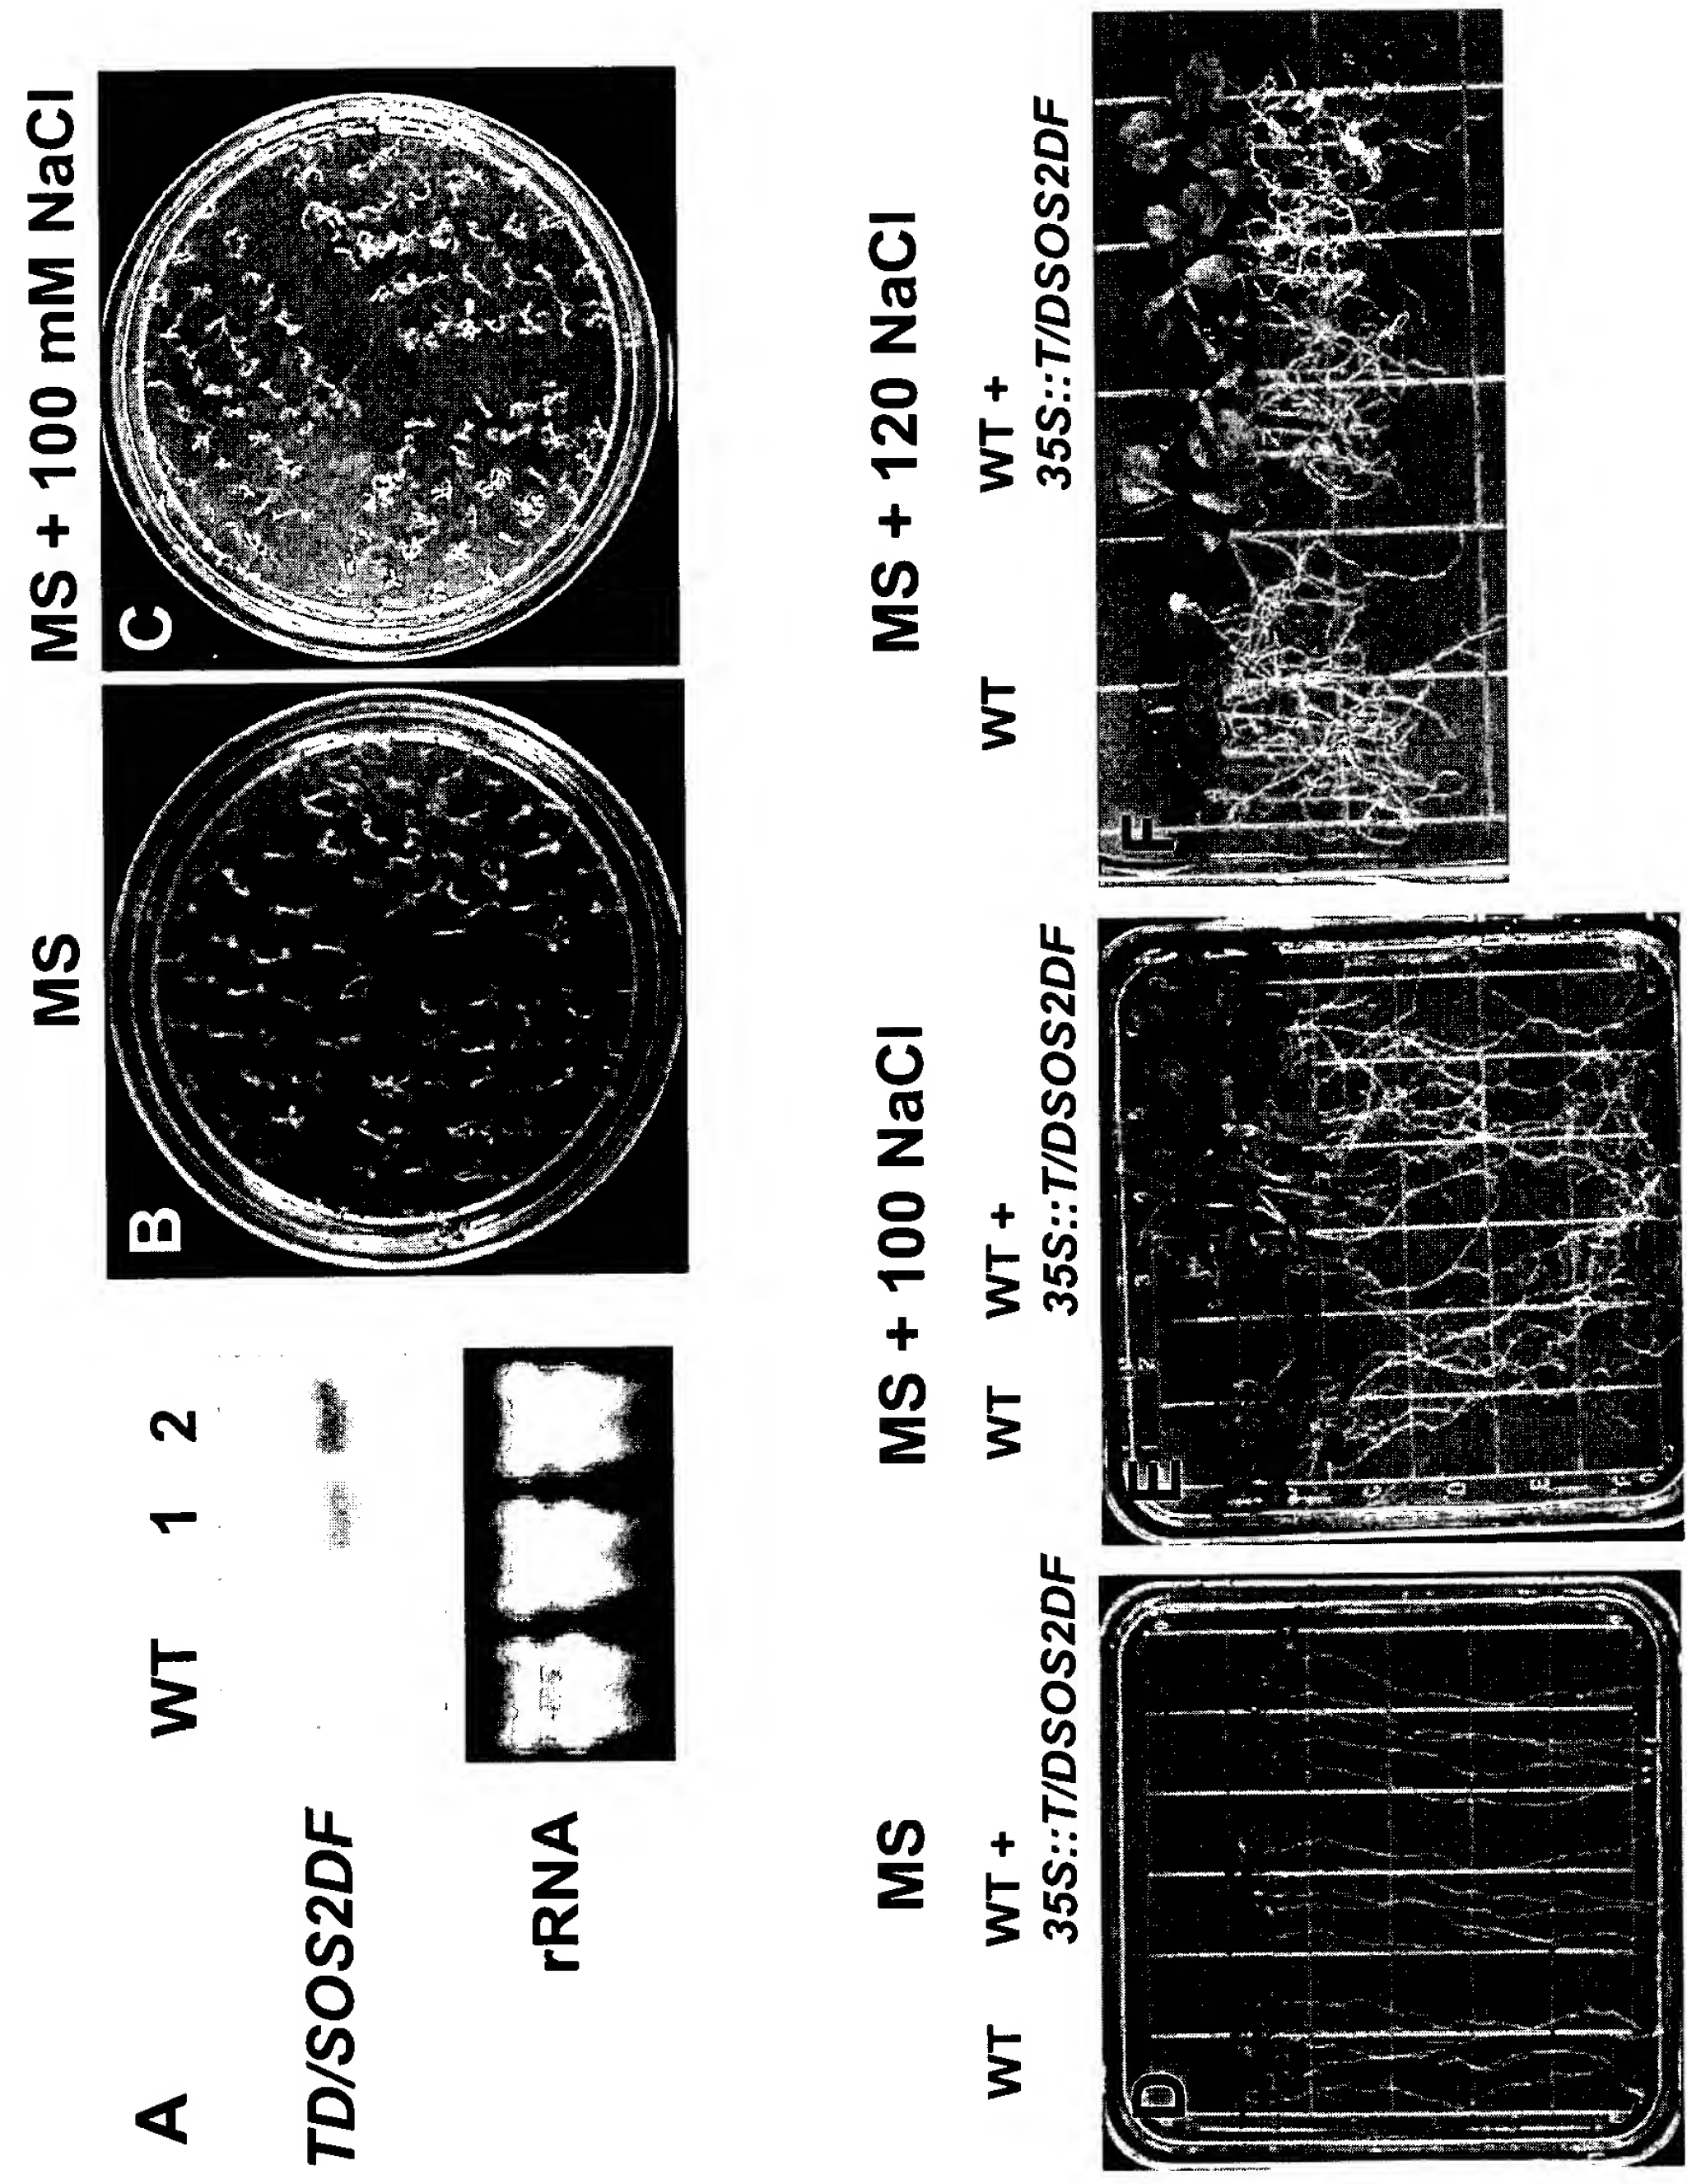 A
WT 1 2
TD/SOS2DF
rRNA
MS
B
MS + 100 mM NaCl
C
MS
WT WT +
35S::T/DSOS2DF
D
MS + 100 NaCl
WT WT +
35S::T/DSOS2DF
E
MS + 120 NaCl
WT WT +
35S::T/DSOS2DF
F